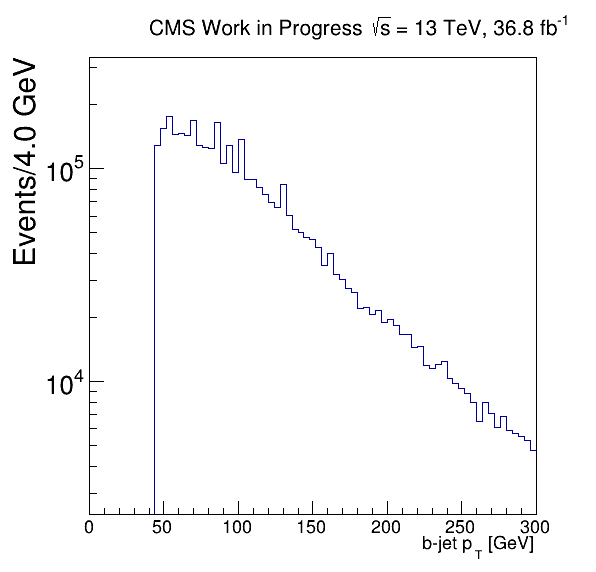 CMS Work in Progress √s = 13 TeV, 36.8 fb⁻¹
Events/4.0 GeV
10⁵
10⁴
0 50 100 150 200 250 300
b-jet p_T [GeV]